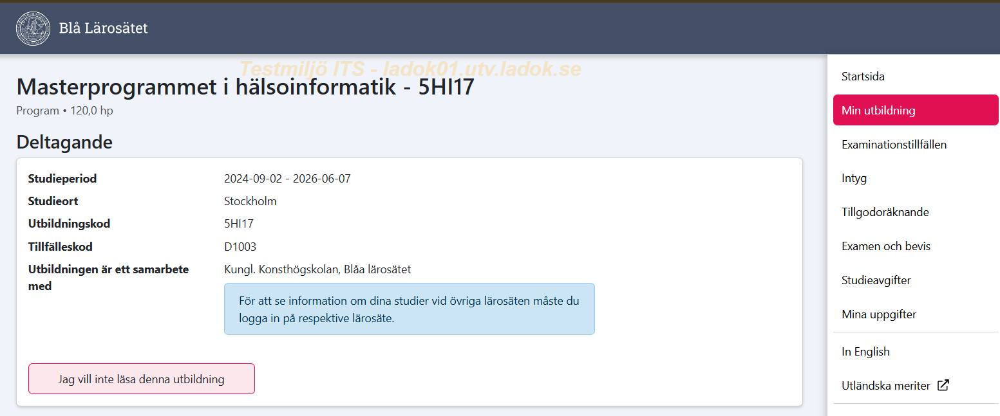 Blå Lärosätet
Testmiljö ITS - ladok01.utv.ladok.se
Masterprogrammet i hälsoinformatik - 5HI17
Program • 120,0 hp
Deltagande
Studieperiod 2024-09-02 - 2026-06-07
Studieort Stockholm
Utbildningskod 5HI17
Tillfälleskod D1003
Utbildningen är ett samarbete Kungl. Konsthögskolan, Blåa lärosätet
med
För att se information om dina studier vid övriga lärosäten måste du
logga in på respektive lärosäte.
Jag vill inte läsa denna utbildning
Startsida
Min utbildning
Examinationstillfällen
Intyg
Tillgodoräknande
Examen och bevis
Studieavgifter
Mina uppgifter
In English
Utländska meriter